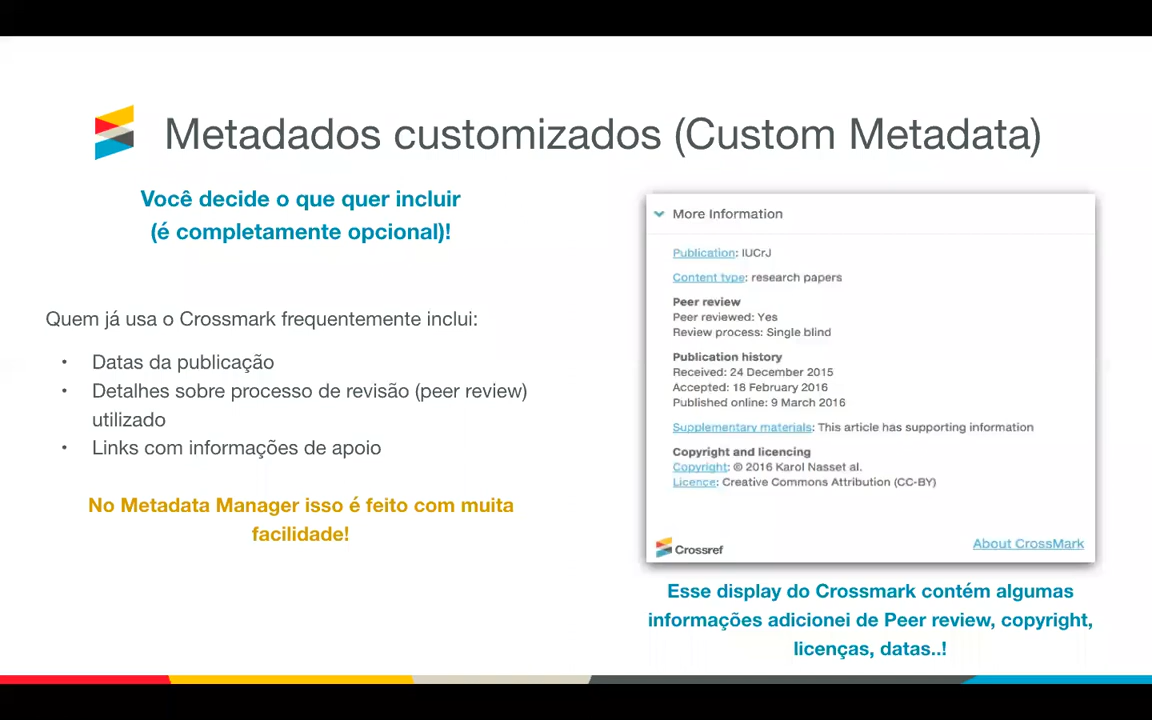 Metadados customizados (Custom Metadata)
Você decide o que quer incluir
(é completamente opcional)!
Quem já usa o Crossmark frequentemente inclui:
• Datas da publicação
• Detalhes sobre processo de revisão (peer review)
utilizado
• Links com informações de apoio
No Metadata Manager isso é feito com muita
facilidade!
More Information
Publication: IUCrJ
Content type: research papers
Peer review
Peer reviewed: Yes
Review process: Single blind
Publication history
Received: 24 December 2015
Accepted: 18 February 2016
Published online: 9 March 2016
Supplementary materials: This article has supporting information
Copyright and licencing
Copyright: © 2016 Karol Nasset al.
Licence: Creative Commons Attribution (CC-BY)
Crossref
About CrossMark
Esse display do Crossmark contém algumas
informações adicionei de Peer review, copyright,
licenças, datas..!